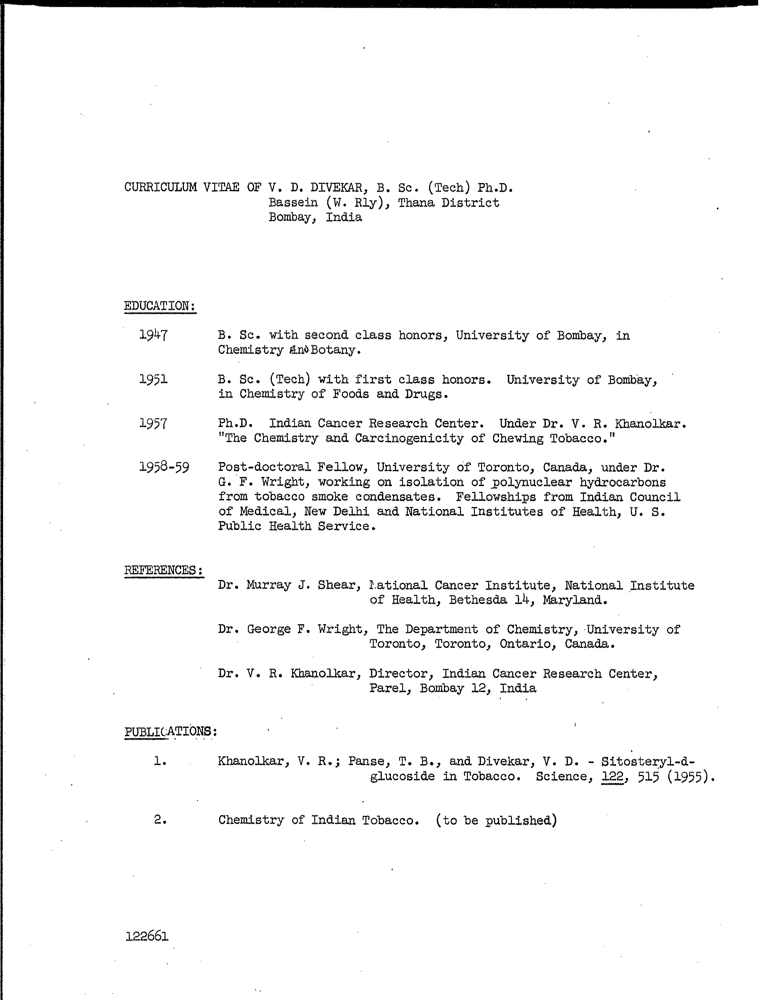 CURRICULUM VITAE OF V. D. DIVEKAR, B. Sc. (Tech) Ph.D.
Bassein (W. Rly), Thana District
Bombay, India
EDUCATION:
1947 B. Sc. with second class honors, University of Bombay, in
Chemistry and Botany.
1951 B. Sc. (Tech) with first class honors. University of Bombay,
in Chemistry of Foods and Drugs.
1957 Ph.D. Indian Cancer Research Center. Under Dr. V. R. Khanolkar.
"The Chemistry and Carcinogenicity of Chewing Tobacco."
1958-59 Post-doctoral Fellow, University of Toronto, Canada, under Dr.
G. F. Wright, working on isolation of polynuclear hydrocarbons
from tobacco smoke condensates. Fellowships from Indian Council
of Medical, New Delhi and National Institutes of Health, U. S.
Public Health Service.
REFERENCES:
Dr. Murray J. Shear, National Cancer Institute, National Institute
of Health, Bethesda 14, Maryland.
Dr. George F. Wright, The Department of Chemistry, University of
Toronto, Toronto, Ontario, Canada.
Dr. V. R. Khanolkar, Director, Indian Cancer Research Center,
Parel, Bombay 12, India
PUBLICATIONS:
1. Khanolkar, V. R.; Panse, T. B., and Divekar, V. D. - Sitosteryl-d-
glucoside in Tobacco. Science, 122, 515 (1955).
2. Chemistry of Indian Tobacco. (to be published)
122661